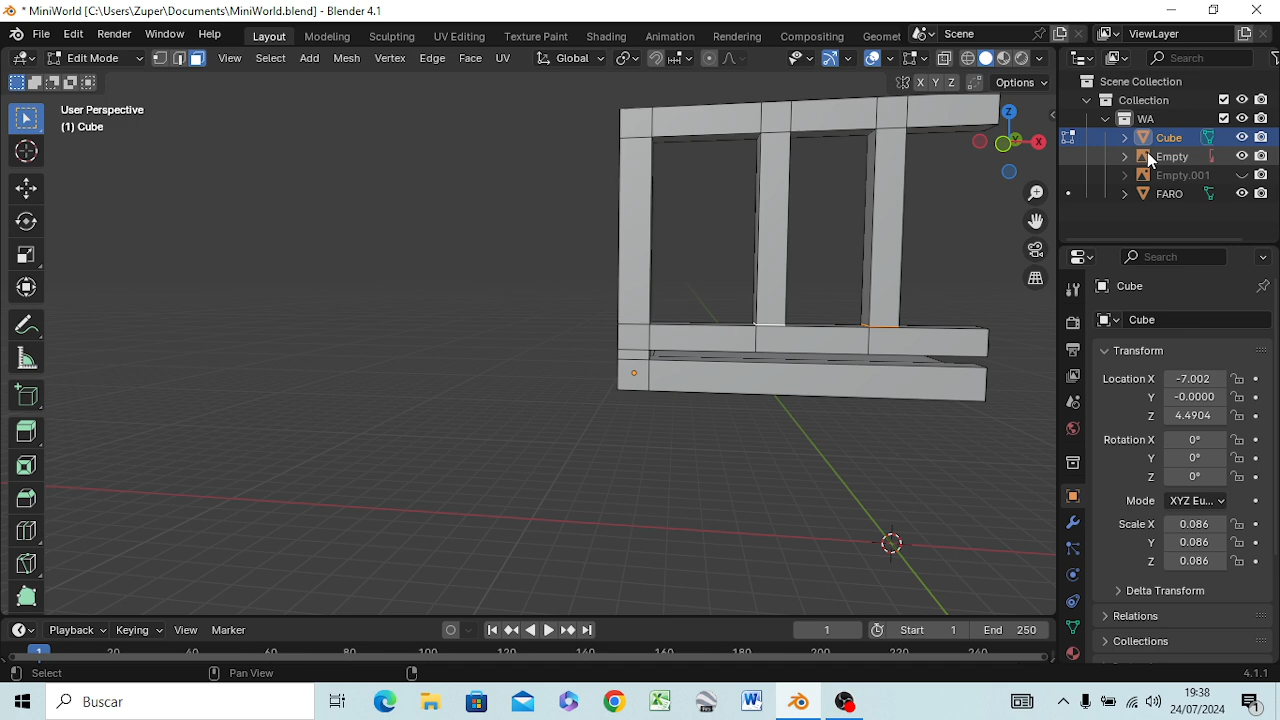 * MiniWorld [C:\Users\Zuper\Documents\MiniWorld.blend] - Blender 4.1
File Edit Render Window Help Layout Modeling Sculpting UV Editing Texture Paint Shading Animation Rendering Compositing Geomet Scene ViewLayer
Edit Mode View Select Add Mesh Vertex Edge Face UV Global Search
X Y Z Options
User Perspective
(1) Cube
Scene Collection
Collection
WA
Cube
Empty
Empty.001
FARO
Z
X
Y
Search
Cube
Cube
Transform
Location X -7.002
Y -0.0000
Z 4.4904
Rotation X 0°
Y 0°
Z 0°
Mode XYZ Eu...
Scale X 0.086
Y 0.086
Z 0.086
Delta Transform
Relations
Collections
Playback Keying View Marker 1 Start 1 End 250
1 20 40 60 80 100 120 140 160 180 200 220 240
Select Pan View 4.1.1
Buscar
19:38
24/07/2024
1